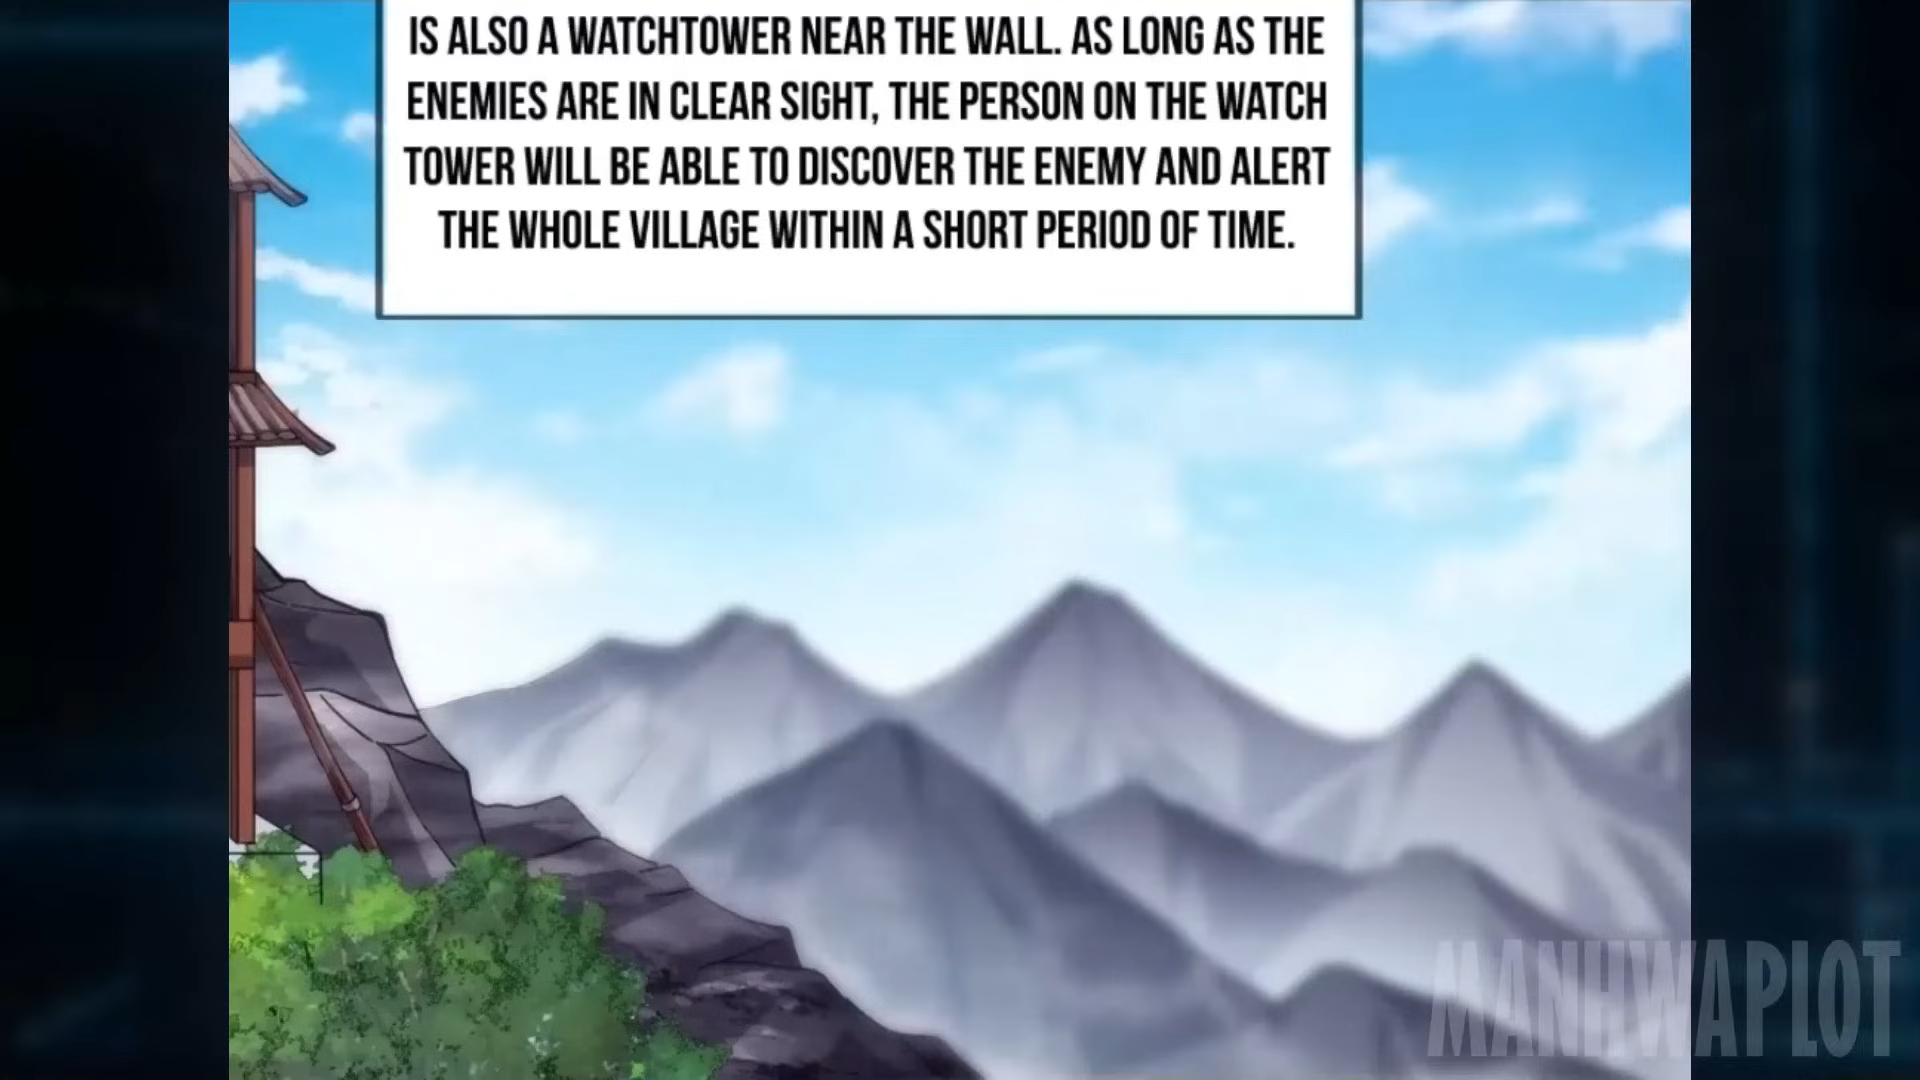 IS ALSO A WATCHTOWER NEAR THE WALL. AS LONG AS THE
ENEMIES ARE IN CLEAR SIGHT, THE PERSON ON THE WATCH
TOWER WILL BE ABLE TO DISCOVER THE ENEMY AND ALERT
THE WHOLE VILLAGE WITHIN A SHORT PERIOD OF TIME.
MANHWAPLOT